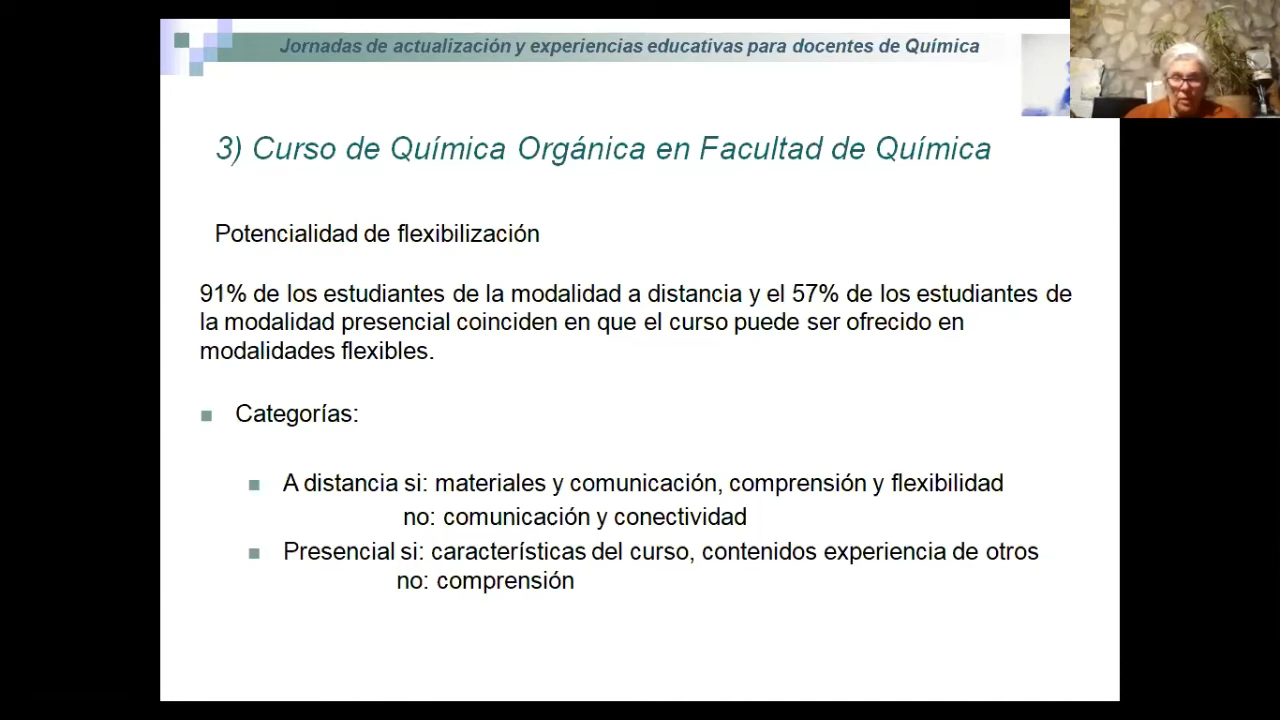 Jornadas de actualización y experiencias educativas para docentes de Química
3) Curso de Química Orgánica en Facultad de Química
Potencialidad de flexibilización
91% de los estudiantes de la modalidad a distancia y el 57% de los estudiantes de
la modalidad presencial coinciden en que el curso puede ser ofrecido en
modalidades flexibles.
Categorías:
A distancia si: materiales y comunicación, comprensión y flexibilidad
no: comunicación y conectividad
Presencial si: características del curso, contenidos experiencia de otros
no: comprensión